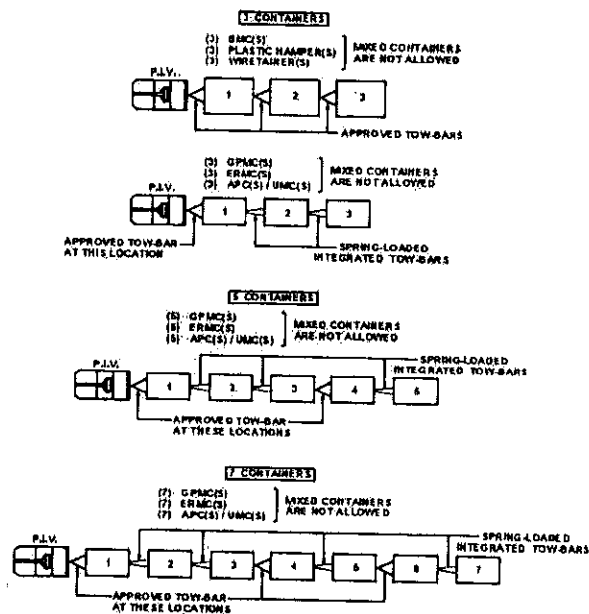 3 CONTAINERS
(3) BMC(S)
(3) PLASTIC HAMPER(S)
(3) WIRETAINER(S)
MIXED CONTAINERS
ARE NOT ALLOWED
P.I.V.
1
2
3
APPROVED TOW-BARS
(3) GPMC(S)
(3) ERMC(S)
(3) APC(S) / UMC(S)
MIXED CONTAINERS
ARE NOT ALLOWED
P.I.V.
1
2
3
APPROVED TOW-BAR
AT THIS LOCATION
SPRING-LOADED
INTEGRATED TOW-BARS
5 CONTAINERS
(5) GPMC(S)
(5) ERMC(S)
(5) APC(S) / UMC(S)
MIXED CONTAINERS
ARE NOT ALLOWED
SPRING-LOADED
INTEGRATED TOW-BARS
P.I.V.
1
2
3
4
5
APPROVED TOW-BAR
AT THESE LOCATIONS
7 CONTAINERS
(7) GPMC(S)
(7) ERMC(S)
(7) APC(S) / UMC(S)
MIXED CONTAINERS
ARE NOT ALLOWED
SPRING-LOADED
INTEGRATED TOW-BARS
P.I.V.
1
2
3
4
5
6
7
APPROVED TOW-BAR
AT THESE LOCATIONS